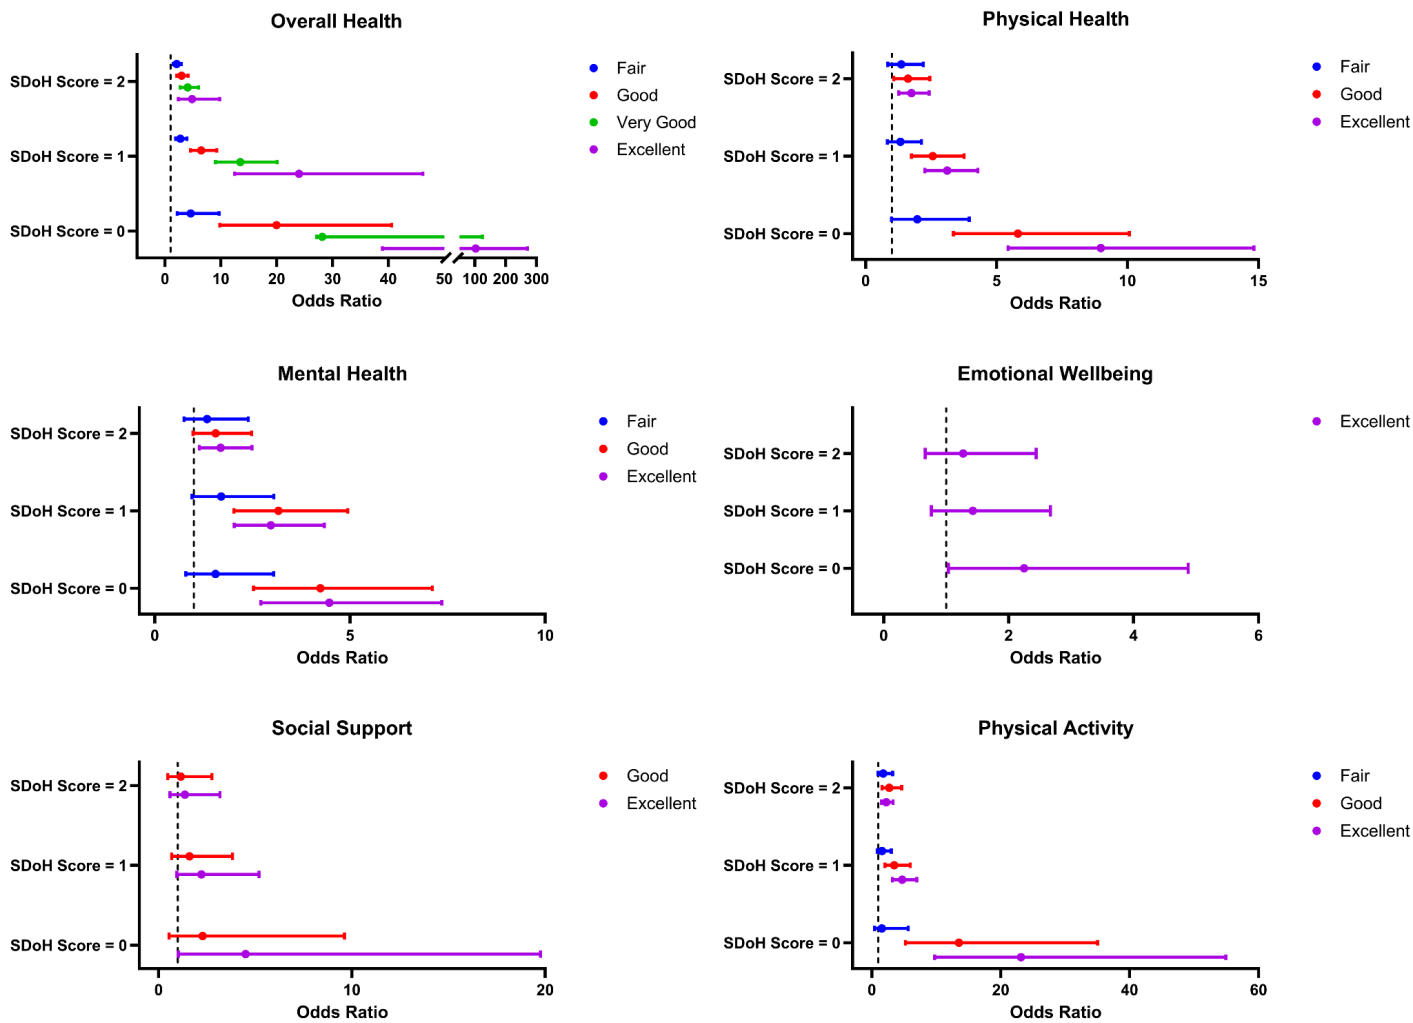 Overall Health
SDoH Score = 2
SDoH Score = 1
SDoH Score = 0
0 10 20 30 40 50 100 200 300
Odds Ratio
Fair
Good
Very Good
Excellent
Physical Health
SDoH Score = 2
SDoH Score = 1
SDoH Score = 0
0 5 10 15
Odds Ratio
Fair
Good
Excellent
Mental Health
SDoH Score = 2
SDoH Score = 1
SDoH Score = 0
0 5 10
Odds Ratio
Fair
Good
Excellent
Emotional Wellbeing
SDoH Score = 2
SDoH Score = 1
SDoH Score = 0
0 2 4 6
Odds Ratio
Excellent
Social Support
SDoH Score = 2
SDoH Score = 1
SDoH Score = 0
0 10 20
Odds Ratio
Good
Excellent
Physical Activity
SDoH Score = 2
SDoH Score = 1
SDoH Score = 0
0 20 40 60
Odds Ratio
Fair
Good
Excellent